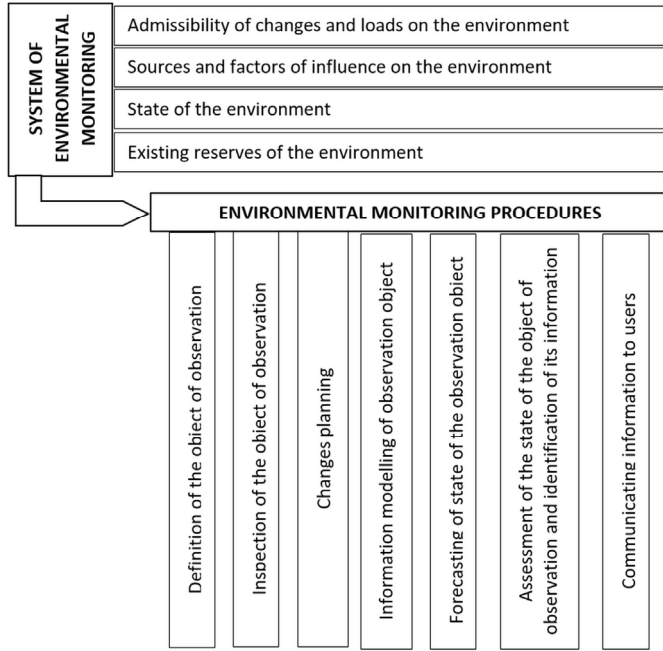 SYSTEM OF
ENVIRONMENTAL
MONITORING
Admissibility of changes and loads on the environment
Sources and factors of influence on the environment
State of the environment
Existing reserves of the environment
ENVIRONMENTAL MONITORING PROCEDURES
Definition of the object of observation
Inspection of the object of observation
Changes planning
Information modelling of observation object
Forecasting of state of the observation object
Assessment of the state of the object of
observation and identification of its information
Communicating information to users